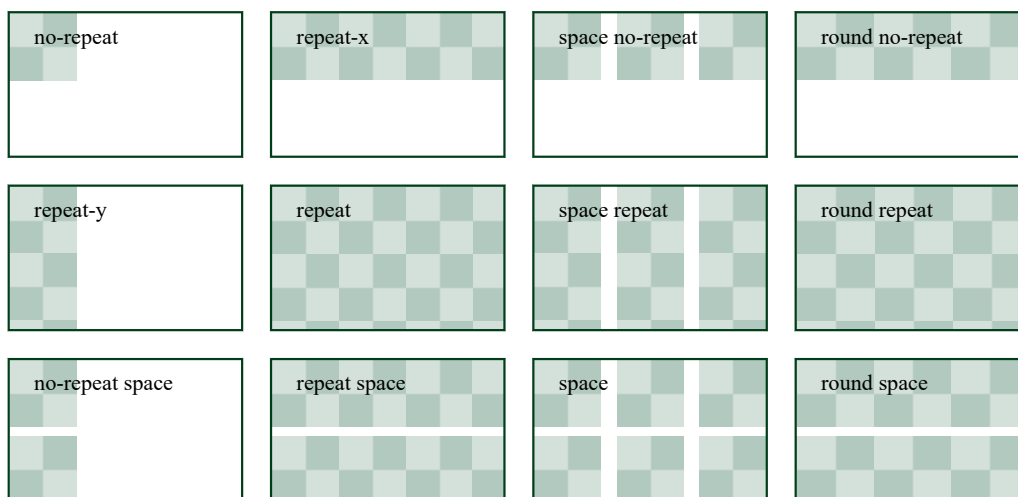 no-repeat
repeat-x
space no-repeat
round no-repeat
repeat-y
repeat
space repeat
round repeat
no-repeat space
repeat space
space
round space